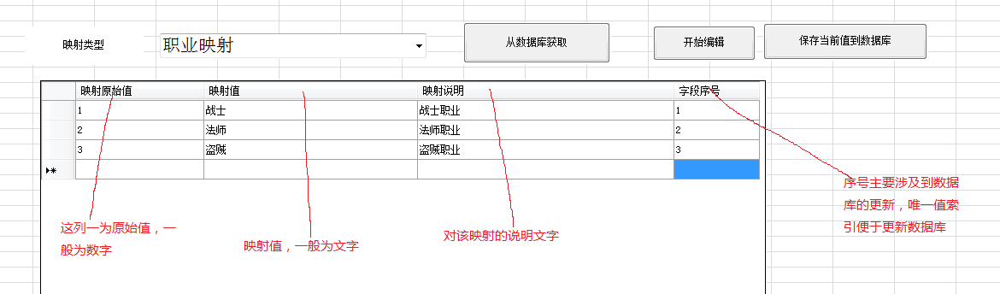 映射类型 职业映射 从数据库获取 开始编辑 保存当前值到数据库
映射原始值 映射值 映射说明 字段序号
1 战士 战士职业 1
2 法师 法师职业 2
3 盗贼 盗贼职业 3
这列一为原始值，一
般为数字
映射值，一般为文字
对该映射的说明文字
序号主要涉及到数据
库的更新，唯一值索
引便于更新数据库